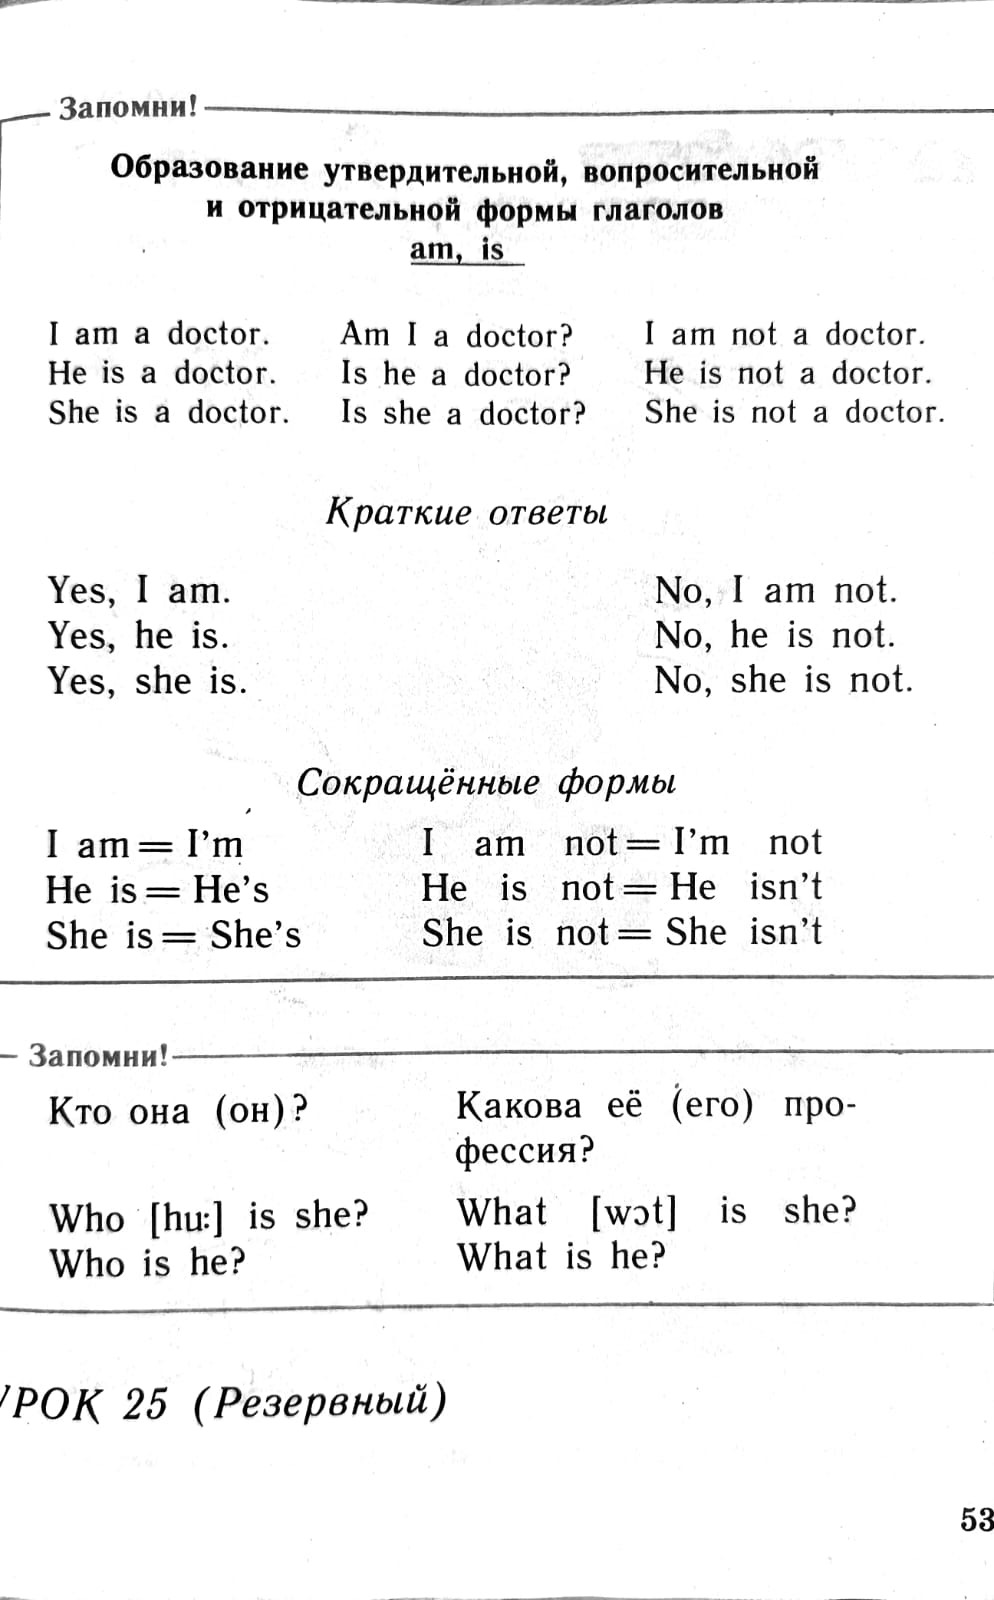 Запомни!
Образование утвердительной, вопросительной
и отрицательной формы глаголов
am, is
I am a doctor. Am I a doctor? I am not a doctor.
He is a doctor. Is he a doctor? He is not a doctor.
She is a doctor. Is she a doctor? She is not a doctor.
Краткие ответы
Yes, I am. No, I am not.
Yes, he is. No, he is not.
Yes, she is. No, she is not.
Сокращённые формы
I am = I’m I am not = I’m not
He is = He’s He is not = He isn’t
She is = She’s She is not = She isn’t
Запомни!
Кто она (он)? Какова её (его) про-
фессия?
Who [hu:] is she? What [wɔt] is she?
Who is he? What is he?
УРОК 25 (Резервный)
53